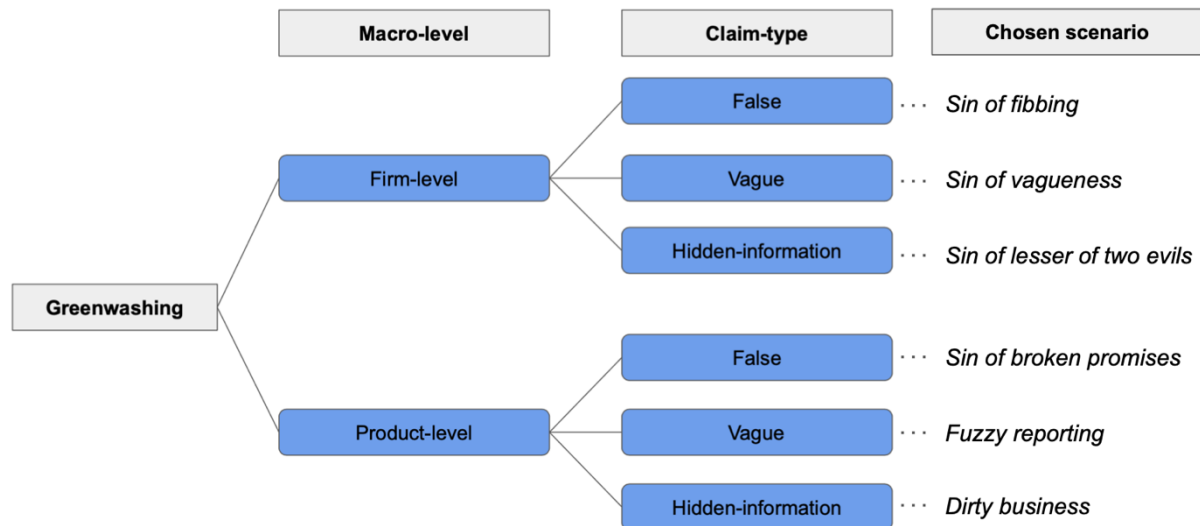 Macro-level
Claim-type
Chosen scenario
False
··· Sin of fibbing
Firm-level
Vague
··· Sin of vagueness
Hidden-information
··· Sin of lesser of two evils
Greenwashing
False
··· Sin of broken promises
Product-level
Vague
··· Fuzzy reporting
Hidden-information
··· Dirty business